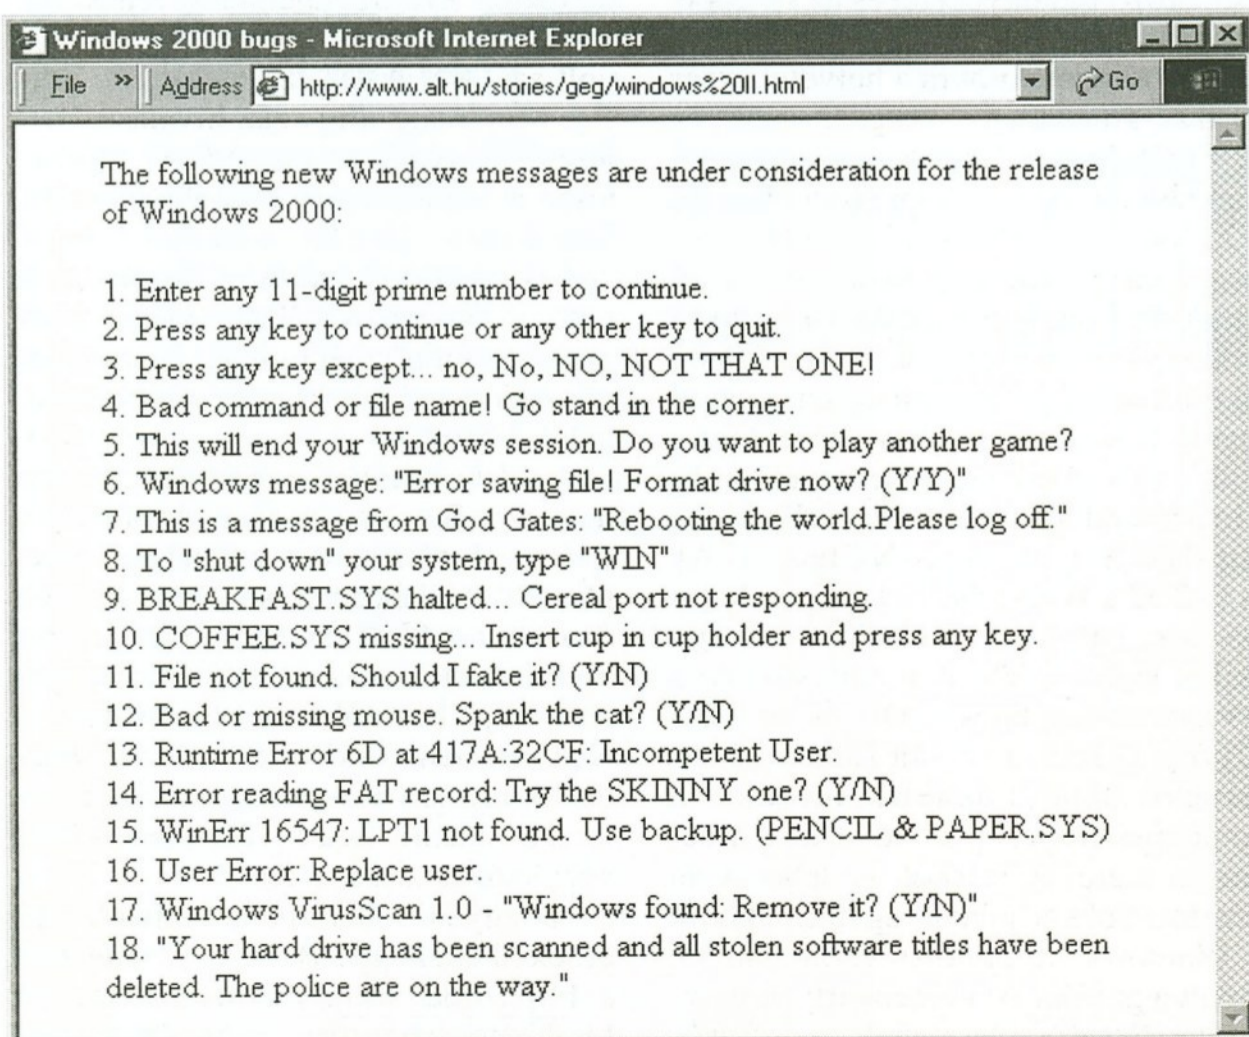 Windows 2000 bugs - Microsoft Internet Explorer
File » Address http://www.alt.hu/stories/geg/windows%20II.html Go
The following new Windows messages are under consideration for the release
of Windows 2000:
1. Enter any 11-digit prime number to continue.
2. Press any key to continue or any other key to quit.
3. Press any key except... no, No, NO, NOT THAT ONE!
4. Bad command or file name! Go stand in the corner.
5. This will end your Windows session. Do you want to play another game?
6. Windows message: "Error saving file! Format drive now? (Y/Y)"
7. This is a message from God Gates: "Rebooting the world.Please log off."
8. To "shut down" your system, type "WIN"
9. BREAKFAST.SYS halted... Cereal port not responding.
10. COFFEE.SYS missing... Insert cup in cup holder and press any key.
11. File not found. Should I fake it? (Y/N)
12. Bad or missing mouse. Spank the cat? (Y/N)
13. Runtime Error 6D at 417A:32CF: Incompetent User.
14. Error reading FAT record: Try the SKINNY one? (Y/N)
15. WinErr 16547: LPT1 not found. Use backup. (PENCIL & PAPER.SYS)
16. User Error: Replace user.
17. Windows VirusScan 1.0 - "Windows found: Remove it? (Y/N)"
18. "Your hard drive has been scanned and all stolen software titles have been
deleted. The police are on the way."